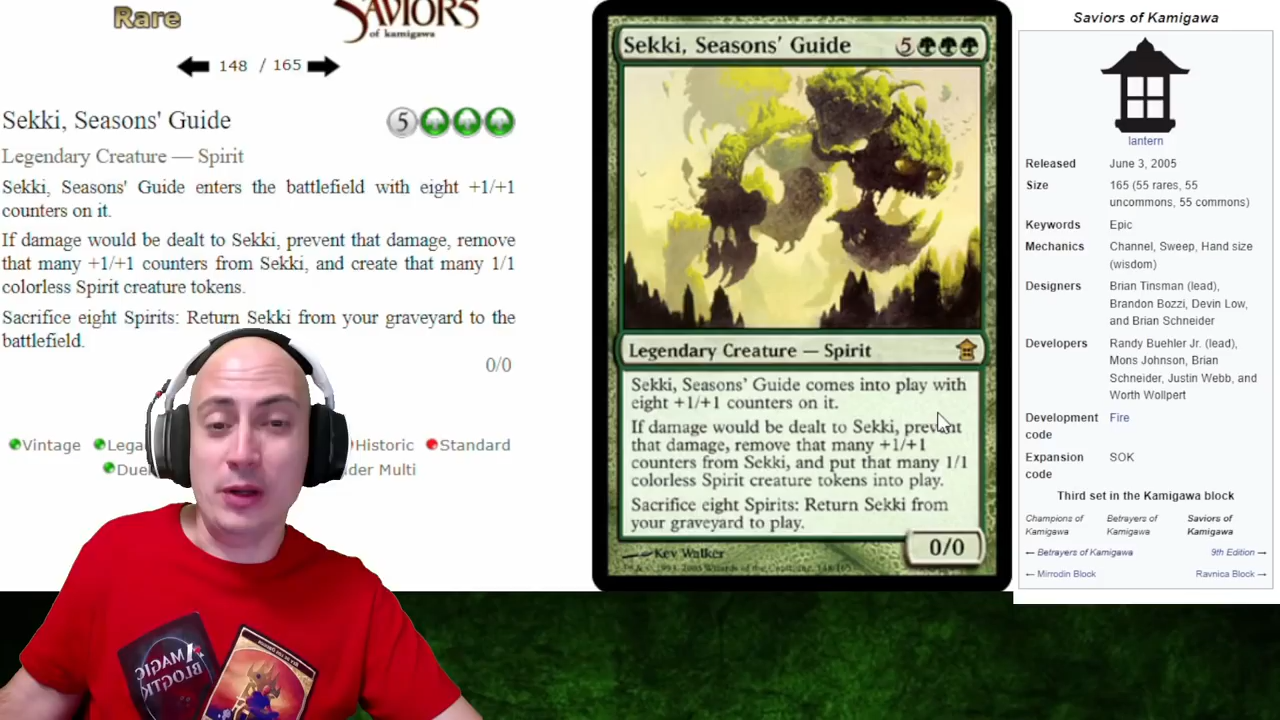 Rare
SAVIORS
of kamigawa
148 / 165
Sekki, Seasons' Guide
5
Legendary Creature — Spirit
Sekki, Seasons' Guide enters the battlefield with eight +1/+1
counters on it.
If damage would be dealt to Sekki, prevent that damage, remove
that many +1/+1 counters from Sekki, and create that many 1/1
colorless Spirit creature tokens.
Sacrifice eight Spirits: Return Sekki from your graveyard to the
battlefield.
0/0
Vintage
Historic
Standard
Multi
MAGIC
Sekki, Seasons' Guide
5
Legendary Creature — Spirit
Sekki, Seasons' Guide comes into play with
eight +1/+1 counters on it.
If damage would be dealt to Sekki, prevent
that damage, remove that many +1/+1
counters from Sekki, and put that many 1/1
colorless Spirit creature tokens into play.
Sacrifice eight Spirits: Return Sekki from
your graveyard to play.
0/0
Kev Walker
Saviors of Kamigawa
lantern
Released June 3, 2005
Size 165 (55 rares, 55
uncommons, 55 commons)
Keywords Epic
Mechanics Channel, Sweep, Hand size
(wisdom)
Designers Brian Tinsman (lead),
Brandon Bozzi, Devin Low,
and Brian Schneider
Developers Randy Buehler Jr. (lead),
Mons Johnson, Brian
Schneider, Justin Webb, and
Worth Wollpert
Development Fire
code
Expansion SOK
code
Third set in the Kamigawa block
Champions of Betrayers of Saviors of
Kamigawa Kamigawa Kamigawa
← Betrayers of Kamigawa 9th Edition →
← Mirrodin Block Ravnica Block →